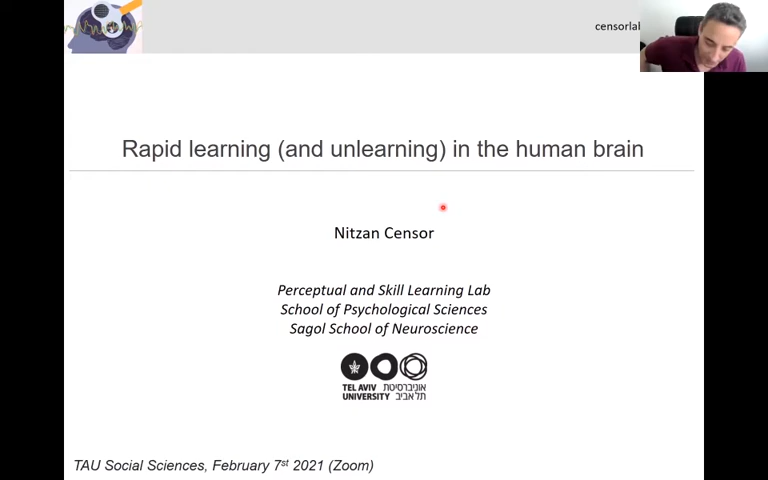 censorlab
Rapid learning (and unlearning) in the human brain
Nitzan Censor
Perceptual and Skill Learning Lab
School of Psychological Sciences
Sagol School of Neuroscience
TEL AVIV אוניברסיטת
UNIVERSITY תל אביב
TAU Social Sciences, February 7st 2021 (Zoom)